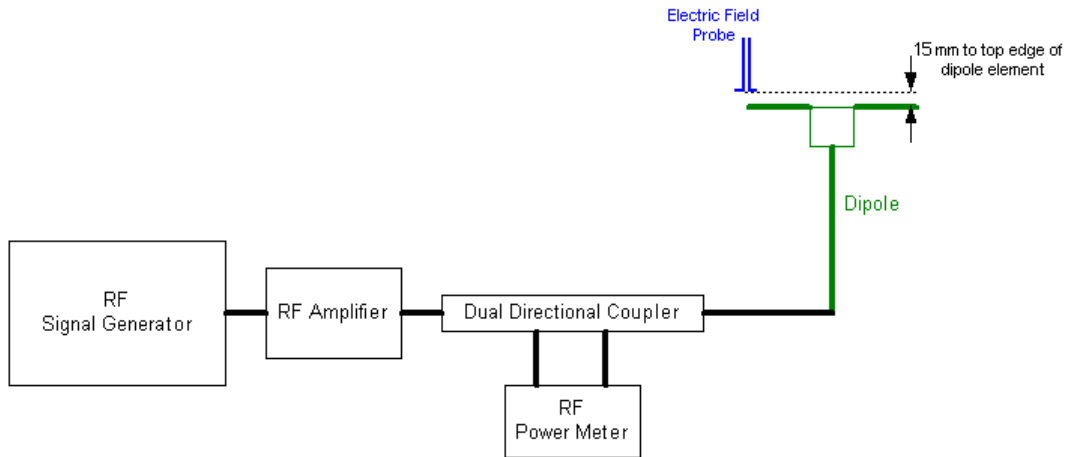 Electric Field
Probe
15 mm to top edge of
dipole element
Dipole
RF
Signal Generator
RF Amplifier
Dual Directional Coupler
RF
Power Meter